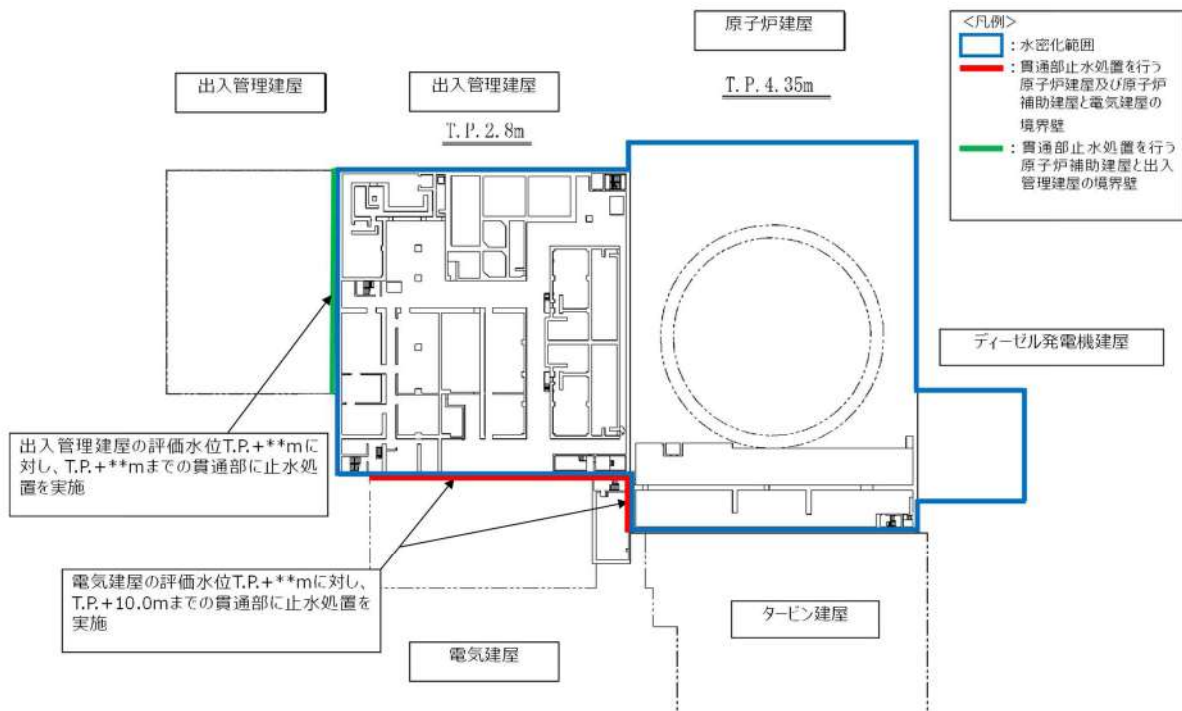 原子炉建屋
T.P.4.35m
<凡例>
：水密化範囲
：貫通部止水処置を行う
原子炉建屋及び原子炉
補助建屋と電気建屋の
境界壁
：貫通部止水処置を行う
原子炉補助建屋と出入
管理建屋の境界壁
出入管理建屋
出入管理建屋
T.P.2.8m
ディーゼル発電機建屋
出入管理建屋の評価水位T.P.+**mに
対し、T.P.+**mまでの貫通部に止水処
置を実施
電気建屋の評価水位T.P.+**mに対し、
T.P.+10.0mまでの貫通部に止水処置を
実施
タービン建屋
電気建屋